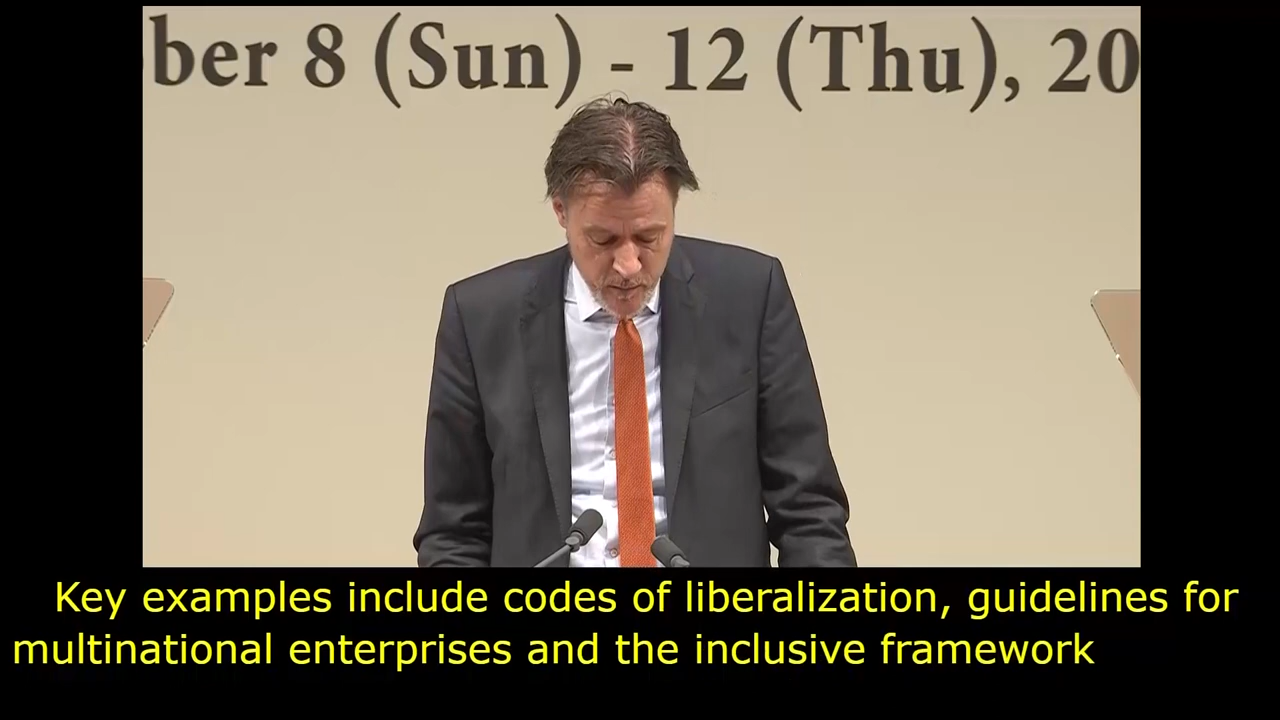 ber 8 (Sun) - 12 (Thu), 20
Key examples include codes of liberalization, guidelines for
multinational enterprises and the inclusive framework